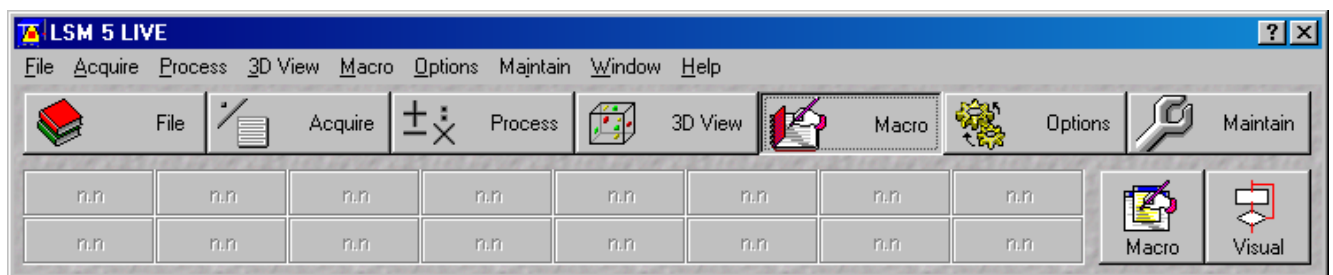 LSM 5 LIVE
File Acquire Process 3D View Macro Options Maintain Window Help
File Acquire Process 3D View Macro Options Maintain
n.n n.n n.n n.n n.n n.n n.n n.n
n.n n.n n.n n.n n.n n.n n.n n.n
Macro Visual